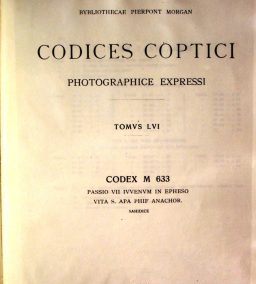 BYBLIOTHECAE PIERPONT MORGAN
CODICES COPTICI
PHOTOGRAPHICE EXPRESSI
TOMVS LVI
CODEX M 633
PASSIO VII IVVENVM IN EPHESO
VITA S. APA PHIF ANACHOR.
SAHIDICE